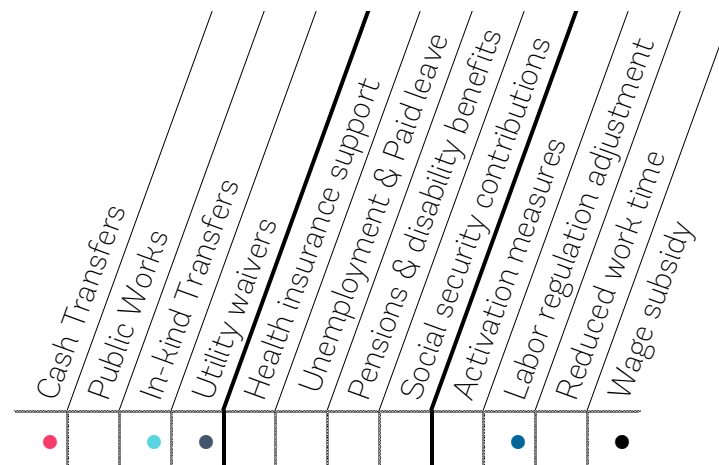 Cash Transfers
Public Works
In-kind Transfers
Utility waivers
Health insurance support
Unemployment & Paid leave
Pensions & disability benefits
Social security contributions
Activation measures
Labor regulation adjustment
Reduced work time
Wage subsidy